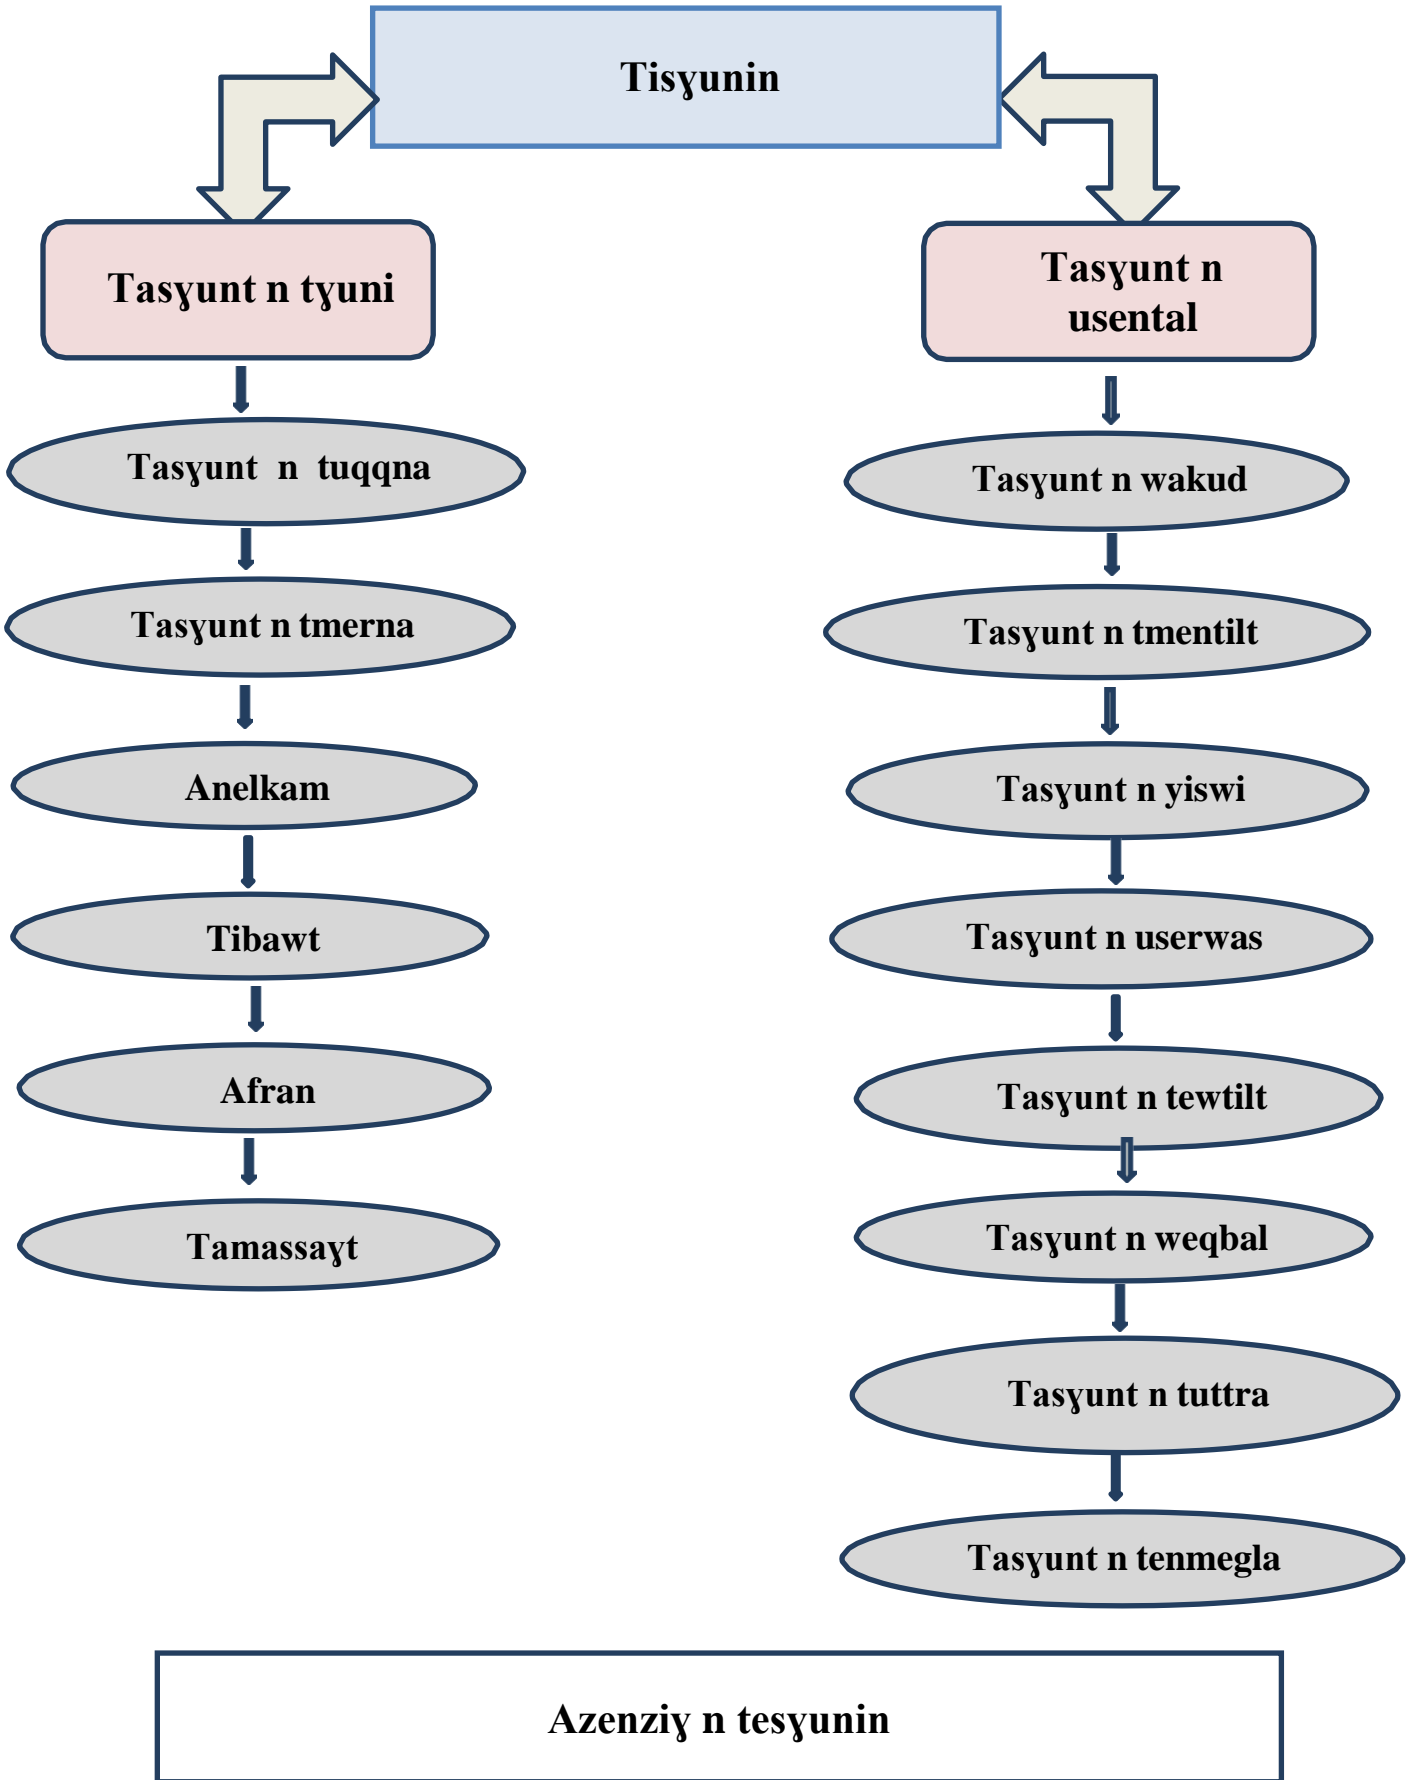 Tisɣunin
Tasɣunt n tɣuni
Tasɣunt n tuqqna
Tasɣunt n tmerna
Anelkam
Tibawt
Afran
Tamassaɣt
Tasɣunt n
usental
Tasɣunt n wakud
Tasɣunt n tmentilt
Tasɣunt n yiswi
Tasɣunt n userwas
Tasɣunt n tewtilt
Tasɣunt n weqbal
Tasɣunt n tuttra
Tasɣunt n tenmegla
Azenziɣ n tesɣunin